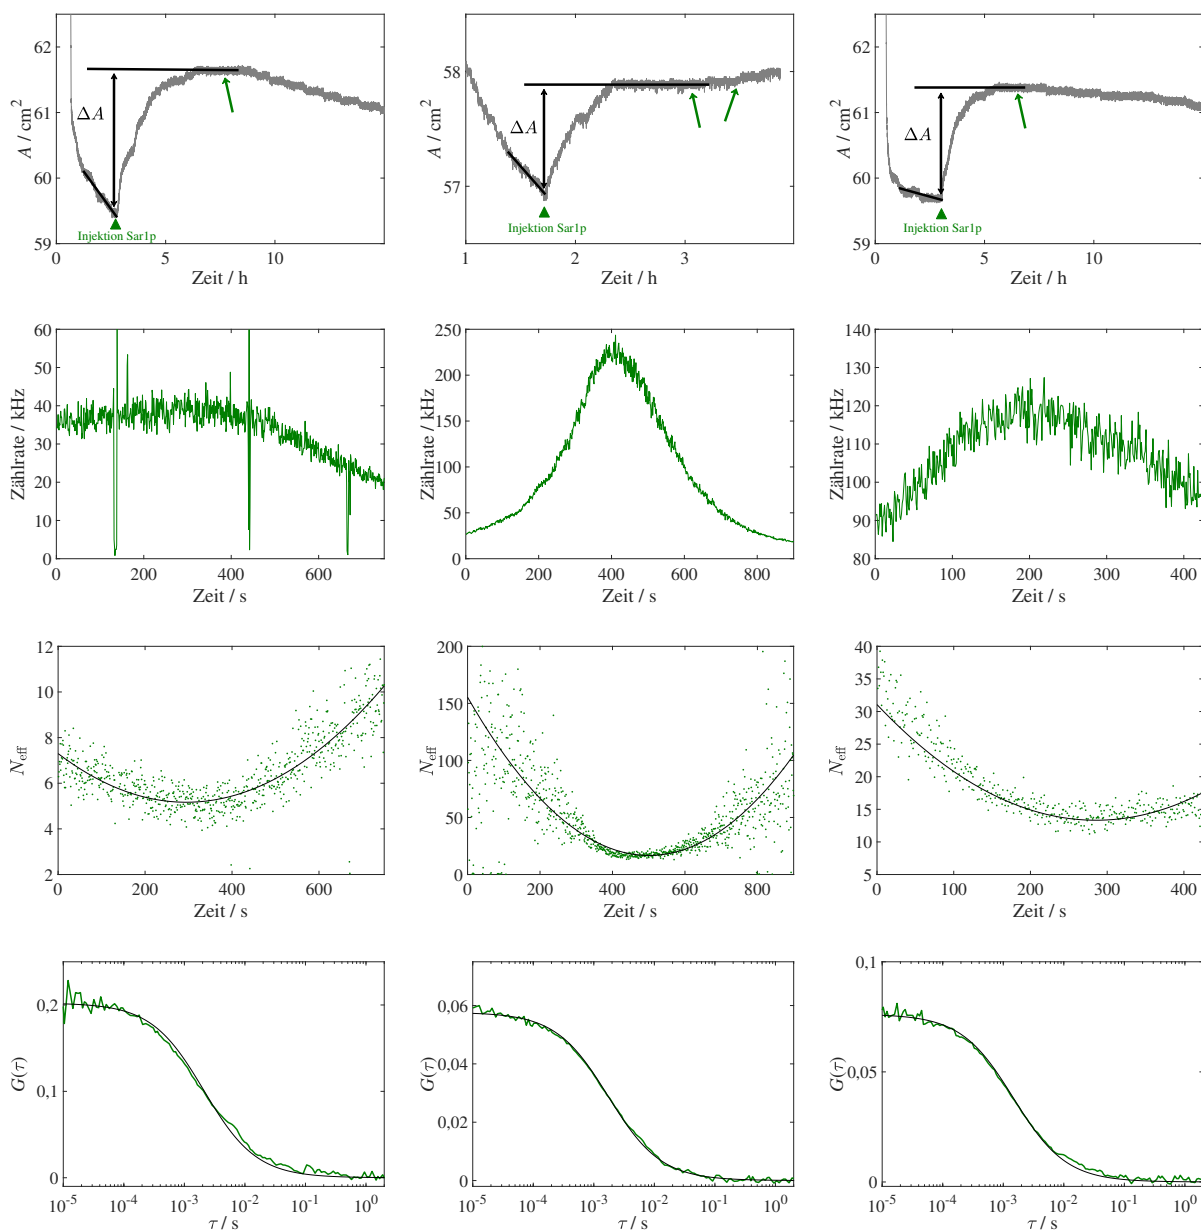 62
61
60
59
A / cm²
ΔA
Injektion Sar1p
0 5 10
Zeit / h
58
57
A / cm²
ΔA
Injektion Sar1p
1 2 3
Zeit / h
62
61
60
59
A / cm²
ΔA
Injektion Sar1p
0 5 10
Zeit / h
60
50
40
30
20
10
0
Zählrate / kHz
0 200 400 600
Zeit / s
250
200
150
100
50
0
Zählrate / kHz
0 200 400 600 800
Zeit / s
140
130
120
110
100
90
80
Zählrate / kHz
0 100 200 300 400
Zeit / s
12
10
8
6
4
2
N_eff
0 200 400 600
Zeit / s
200
150
100
50
0
N_eff
0 200 400 600 800
Zeit / s
40
35
30
25
20
15
10
5
N_eff
0 100 200 300 400
Zeit / s
0,2
0,1
0
G(τ)
10⁻⁵ 10⁻⁴ 10⁻³ 10⁻² 10⁻¹ 10⁰
τ / s
0,06
0,04
0,02
0
G(τ)
10⁻⁵ 10⁻⁴ 10⁻³ 10⁻² 10⁻¹ 10⁰
τ / s
0,1
0,05
0
G(τ)
10⁻⁵ 10⁻⁴ 10⁻³ 10⁻² 10⁻¹ 10⁰
τ / s